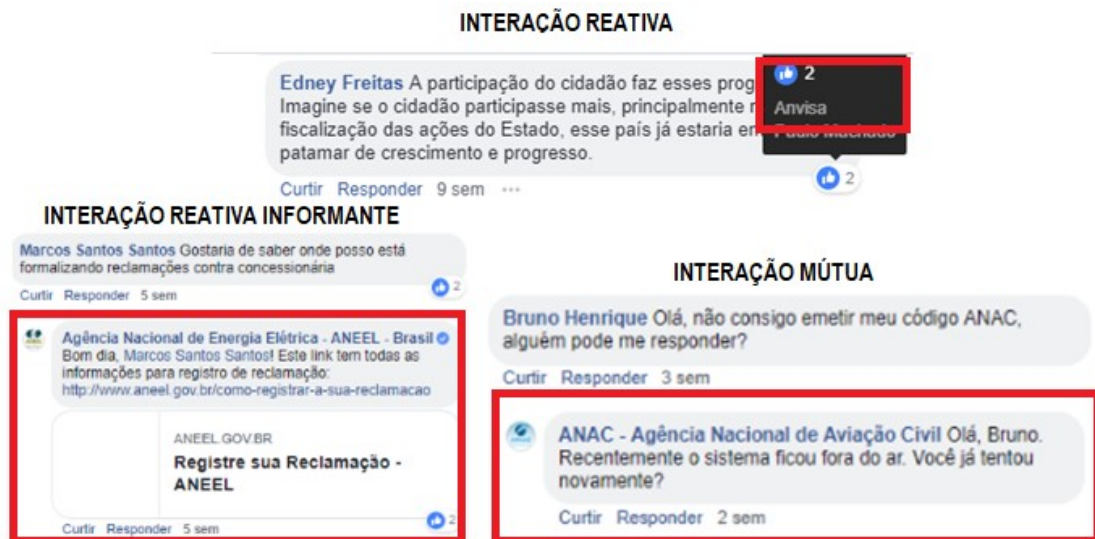 INTERAÇÃO REATIVA
Edney Freitas A participação do cidadão faz esses prog
Imagine se o cidadão participasse mais, principalmente
fiscalização das ações do Estado, esse país já estaria
patamar de crescimento e progresso.
2
Anvisa
Paulo Machado
2
Curtir Responder 9 sem ...
INTERAÇÃO REATIVA INFORMANTE
Marcos Santos Santos Gostaria de saber onde posso está
formalizando reclamações contra concessionária
2
Curtir Responder 5 sem
Agência Nacional de Energia Elétrica - ANEEL - Brasil
Bom dia, Marcos Santos Santos! Este link tem todas as
informações para registro de reclamação:
http://www.aneel.gov.br/como-registrar-a-sua-reclamacao
ANEEL.GOV.BR
Registre sua Reclamação -
ANEEL
2
Curtir Responder 5 sem
INTERAÇÃO MÚTUA
Bruno Henrique Olá, não consigo emetir meu código ANAC,
alguém pode me responder?
Curtir Responder 3 sem
ANAC - Agência Nacional de Aviação Civil Olá, Bruno.
Recentemente o sistema ficou fora do ar. Você já tentou
novamente?
Curtir Responder 2 sem